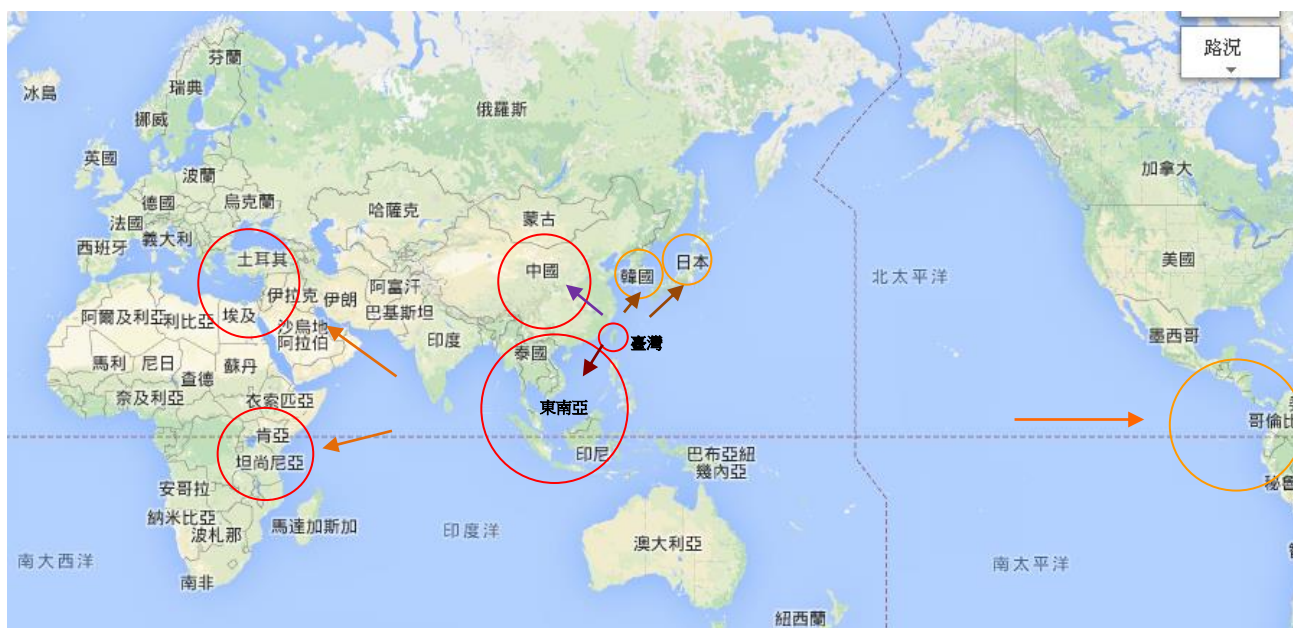 路況
芬蘭
冰島
瑞典
挪威
俄羅斯
英國
波蘭
加拿大
德國
烏克蘭
哈薩克
蒙古
法國
西班牙
義大利
土耳其
中國
韓國
日本
北太平洋
美國
伊拉克
伊朗
阿富汗
巴基斯坦
阿爾及利亞
利比亞
埃及
沙烏地
阿拉伯
印度
泰國
臺灣
墨西哥
馬利
尼日
查德
蘇丹
奈及利亞
衣索匹亞
東南亞
哥倫比
肯亞
坦尚尼亞
印尼
巴布亞紐
幾內亞
秘魯
安哥拉
納米比亞
波札那
馬達加斯加
印度洋
澳大利亞
南大西洋
南太平洋
南非
紐西蘭